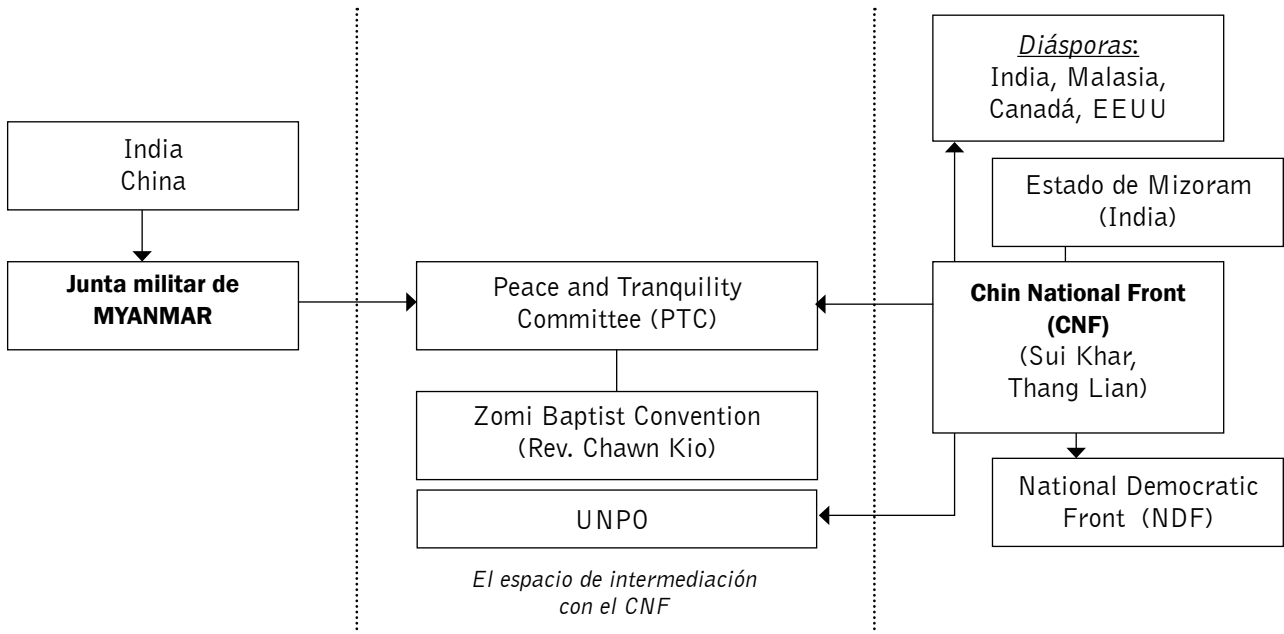 India
China
Junta militar de
MYANMAR
Peace and Tranquility
Committee (PTC)
Zomi Baptist Convention
(Rev. Chawn Kio)
UNPO
El espacio de intermediación
con el CNF
Diásporas:
India, Malasia,
Canadá, EEUU
Estado de Mizoram
(India)
Chin National Front
(CNF)
(Sui Khar,
Thang Lian)
National Democratic
Front (NDF)